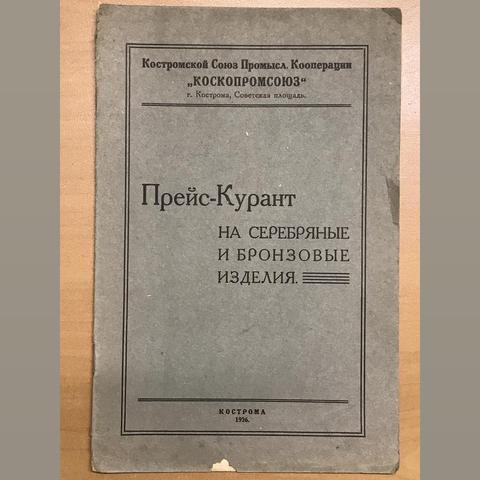 Костромской Союз Промысл. Кооперации
„КОСКОПРОМСОЮЗ“
г. Кострома, Советская площадь.
Прейс-Курант
НА СЕРЕБРЯНЫЕ
И БРОНЗОВЫЕ
ИЗДЕЛИЯ.
КОСТРОМА
1926.